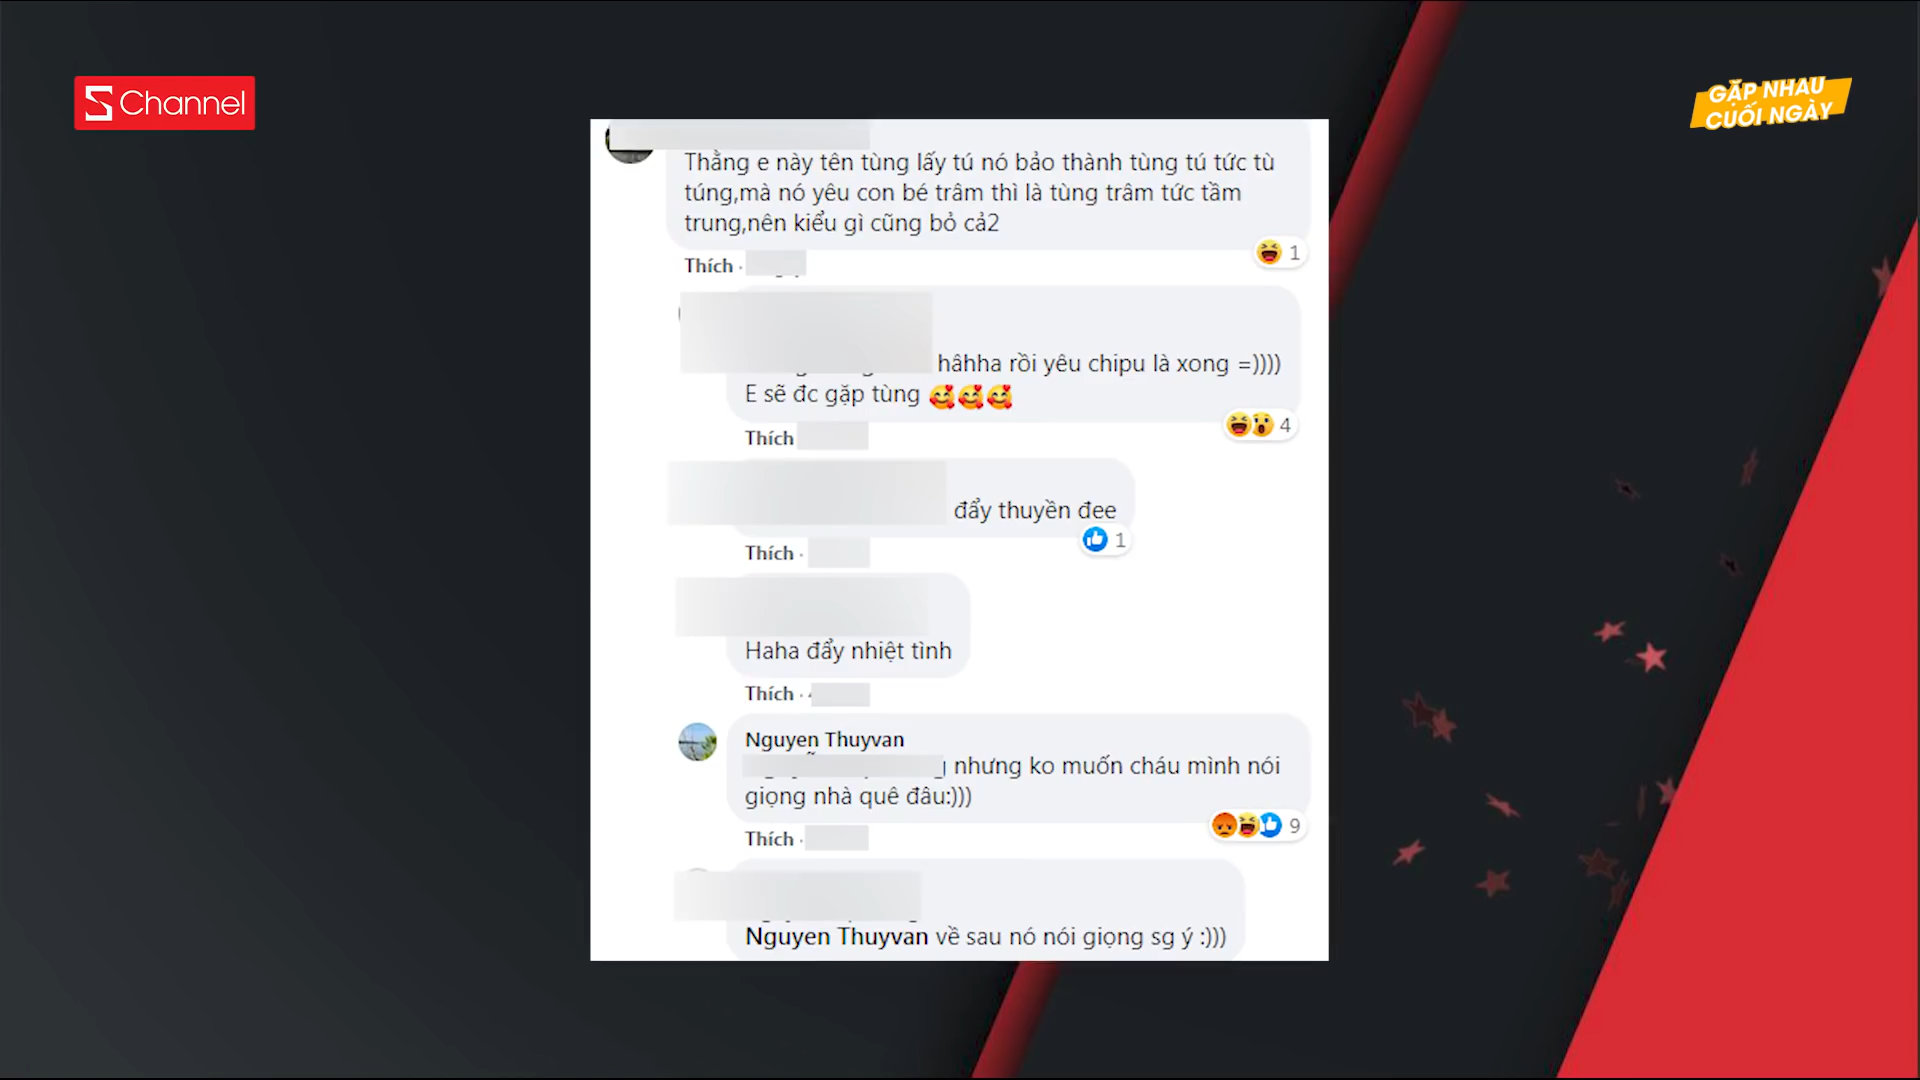 S Channel
GẶP NHAU
CUỐI NGÀY
Thằng e này tên tùng lấy tú nó bảo thành tùng tú tức tù
túng,mà nó yêu con bé trâm thì là tùng trâm tức tầm
trung,nên kiểu gì cũng bỏ cả2
1
Thích ·
hâhha rồi yêu chipu là xong =))))
E sẽ đc gặp tùng 🥰🥰🥰
4
Thích
đẩy thuyền đee
1
Thích ·
Haha đẩy nhiệt tình
Thích ·
Nguyen Thuyvan
nhưng ko muốn cháu mình nói
giọng nhà quê đâu:)))
9
Thích ·
Nguyen Thuyvan về sau nó nói giọng sg ý :)))